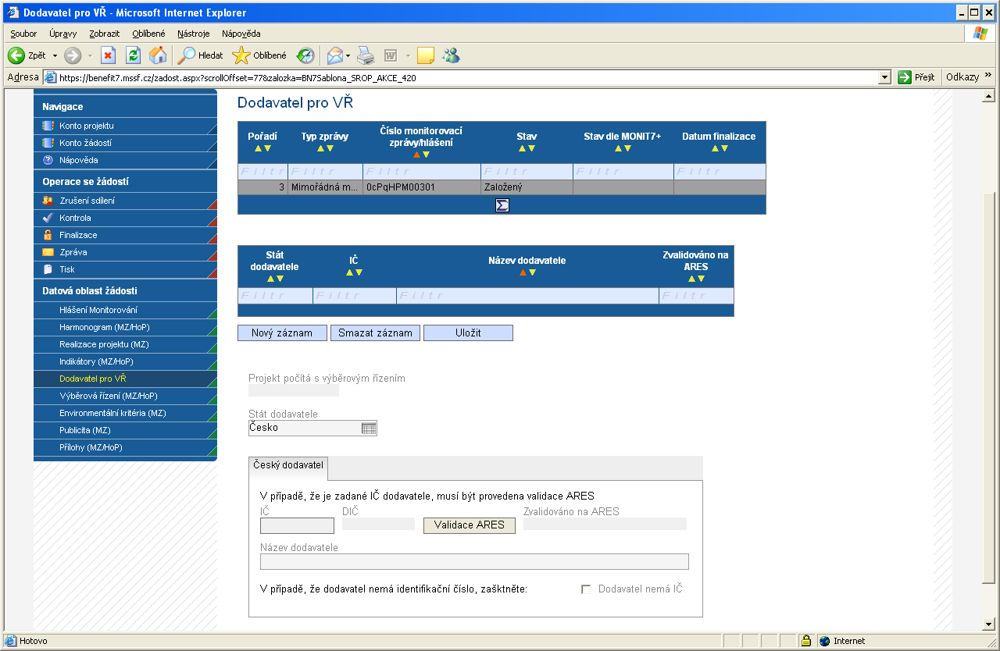 Dodavatel pro VŘ - Microsoft Internet Explorer
Soubor Úpravy Zobrazit Oblíbené Nástroje Nápověda
Zpět Hledat Oblíbené
Adresa https://benefit7.mssf.cz/zadost.aspx?scrollOffset=77&zalozka=BN7Sablona_SROP_AKCE_420 Přejít Odkazy »
Navigace
Konto projektu
Konto žádostí
Nápověda
Operace se žádostí
Zrušení sdílení
Kontrola
Finalizace
Zpráva
Tisk
Datová oblast žádosti
Hlášení Monitorování
Harmonogram (MZ/HoP)
Realizace projektu (MZ)
Indikátory (MZ/HoP)
Dodavatel pro VŘ
Výběrová řízení (MZ/HoP)
Environmentální kritéria (MZ)
Publicita (MZ)
Přílohy (MZ/HoP)
Dodavatel pro VŘ
Pořadí Typ zprávy Číslo monitorovací zprávy/hlášení Stav Stav dle MONIT7+ Datum finalizace
Filtr Filtr Filtr Filtr Filtr Filtr
3 Mimořádná m... 0cPqHPM00301 Založený
Σ
Stát dodavatele IČ Název dodavatele Zvalidováno na ARES
Filtr Filtr Filtr Filtr
Nový záznam Smazat záznam Uložit
Projekt počítá s výběrovým řízením
Stát dodavatele
Česko
Český dodavatel
V případě, že je zadané IČ dodavatele, musí být provedena validace ARES
IČ DIČ Validace ARES Zvalidováno na ARES
Název dodavatele
V případě, že dodavatel nemá identifikační číslo, zašktněte: Dodavatel nemá IČ
Hotovo Internet